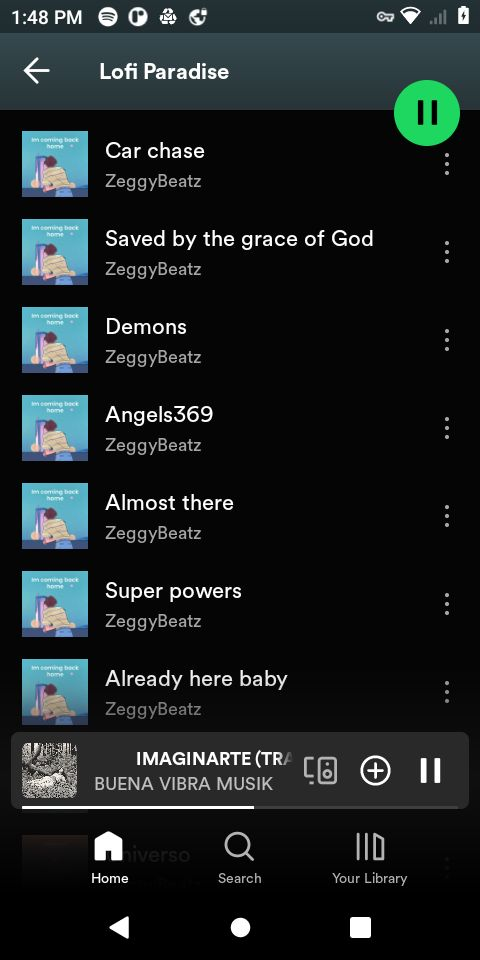 1:48 PM
Lofi Paradise
Im coming back
home
Car chase
ZeggyBeatz
Im coming back
home
Saved by the grace of God
ZeggyBeatz
Im coming back
home
Demons
ZeggyBeatz
Im coming back
home
Angels369
ZeggyBeatz
Im coming back
home
Almost there
ZeggyBeatz
Im coming back
home
Super powers
ZeggyBeatz
Im coming back
home
Already here baby
ZeggyBeatz
IMAGINARTE (TRA
BUENA VIBRA MUSIK
niverso
Home
Search
Your Library